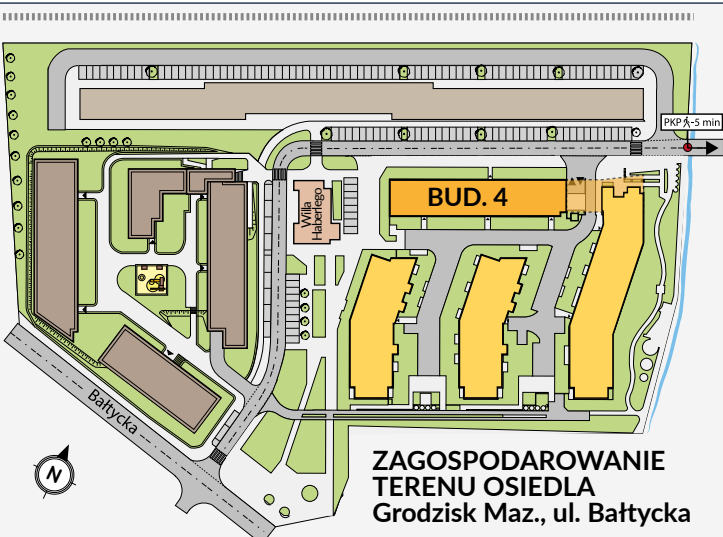 PKP -5 min
BUD. 4
Willa
Haberlego
Bałtycka
N
ZAGOSPODAROWANIE
TERENU OSIEDLA
Grodzisk Maz., ul. Bałtycka